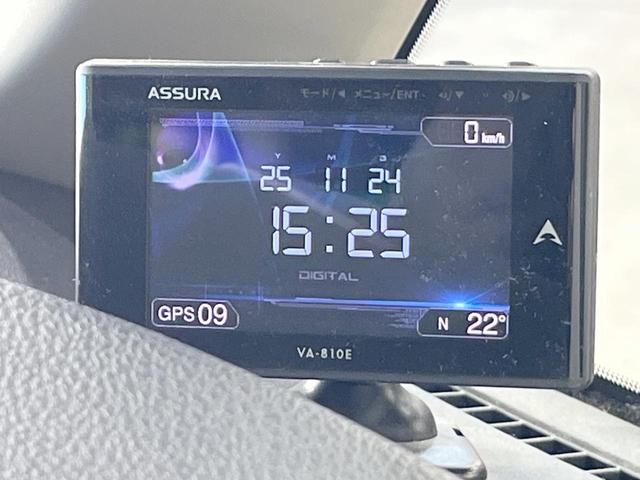 ASSURA
モード/◀ メニュー/ENT
0 km/h
Y M D
25 11 24
15:25
DIGITAL
GPS 09
N 22°
VA-810E